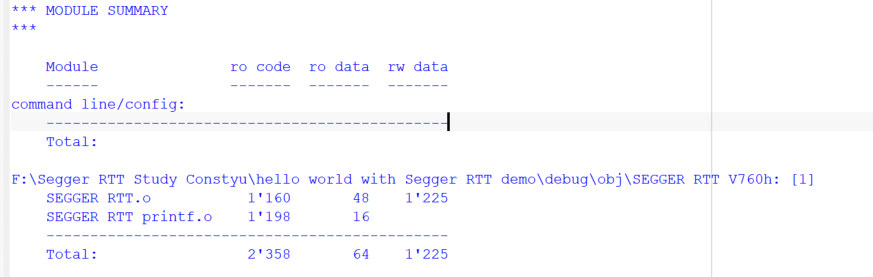 *** MODULE SUMMARY
***
Module ro code ro data rw data
------ ------- ------- -------
command line/config:
----------------------------------------------
Total:
F:\Segger RTT Study Constyu\hello world with Segger RTT demo\debug\obj\SEGGER RTT V760h: [1]
SEGGER RTT.o 1'160 48 1'225
SEGGER RTT printf.o 1'198 16
----------------------------------------------
Total: 2'358 64 1'225